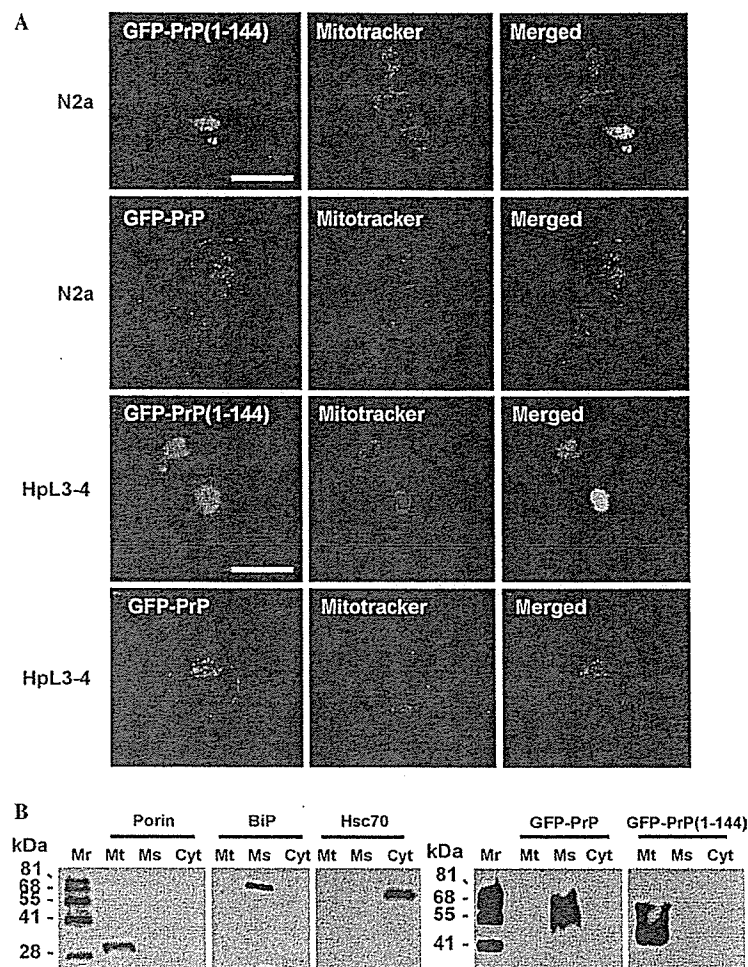 A
GFP-PrP(1-144) Mitotracker Merged
N2a
GFP-PrP Mitotracker Merged
N2a
GFP-PrP(1-144) Mitotracker Merged
HpL3-4
GFP-PrP Mitotracker Merged
HpL3-4
B
Porin BiP Hsc70 GFP-PrP GFP-PrP(1-144)
kDa Mr Mt Ms Cyt Mt Ms Cyt Mt Ms Cyt kDa Mr Mt Ms Cyt Mt Ms Cyt
81 81
68 68
55 55
41 41
28